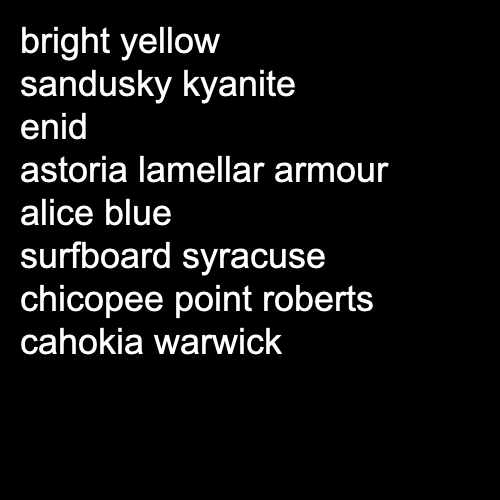 bright yellow
sandusky kyanite
enid
astoria lamellar armour
alice blue
surfboard syracuse
chicopee point roberts
cahokia warwick